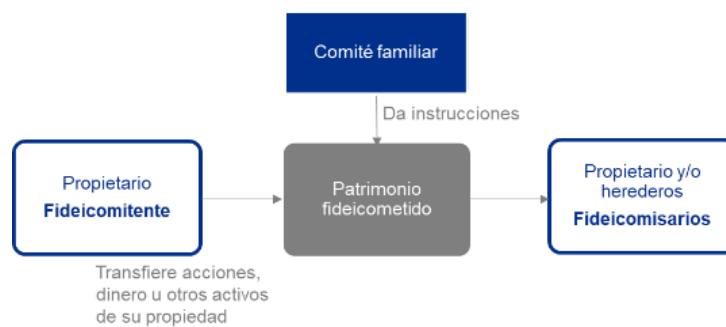 Comité familiar
Da instrucciones
Propietario
Fideicomitente
Patrimonio
fideicometido
Propietario y/o
herederos
Fideicomisarios
Transfiere acciones,
dinero u otros activos
de su propiedad